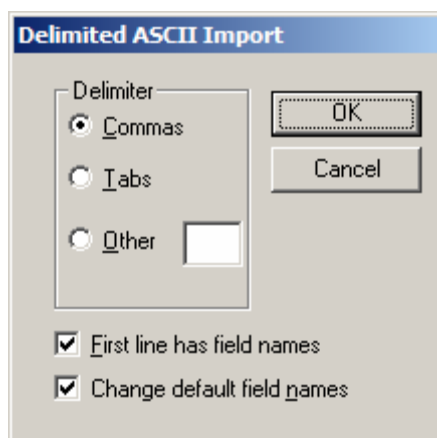 Delimited ASCII Import
Delimiter
Commas
Tabs
Other
OK
Cancel
First line has field names
Change default field names